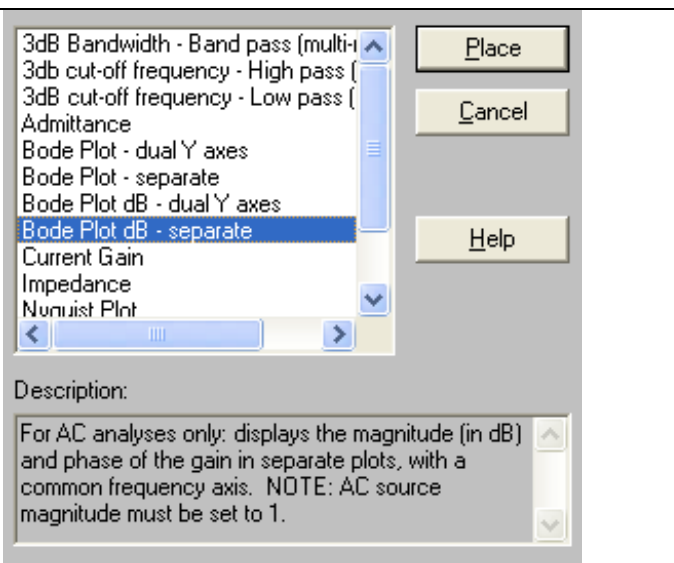 3dB Bandwidth - Band pass (multi-
3db cut-off frequency - High pass (
3dB cut-off frequency - Low pass (
Admittance
Bode Plot - dual Y axes
Bode Plot - separate
Bode Plot dB - dual Y axes
Bode Plot dB - separate
Current Gain
Impedance
Nyquist Plot
Place
Cancel
Help
Description:
For AC analyses only: displays the magnitude (in dB)
and phase of the gain in separate plots, with a
common frequency axis.  NOTE: AC source
magnitude must be set to 1.